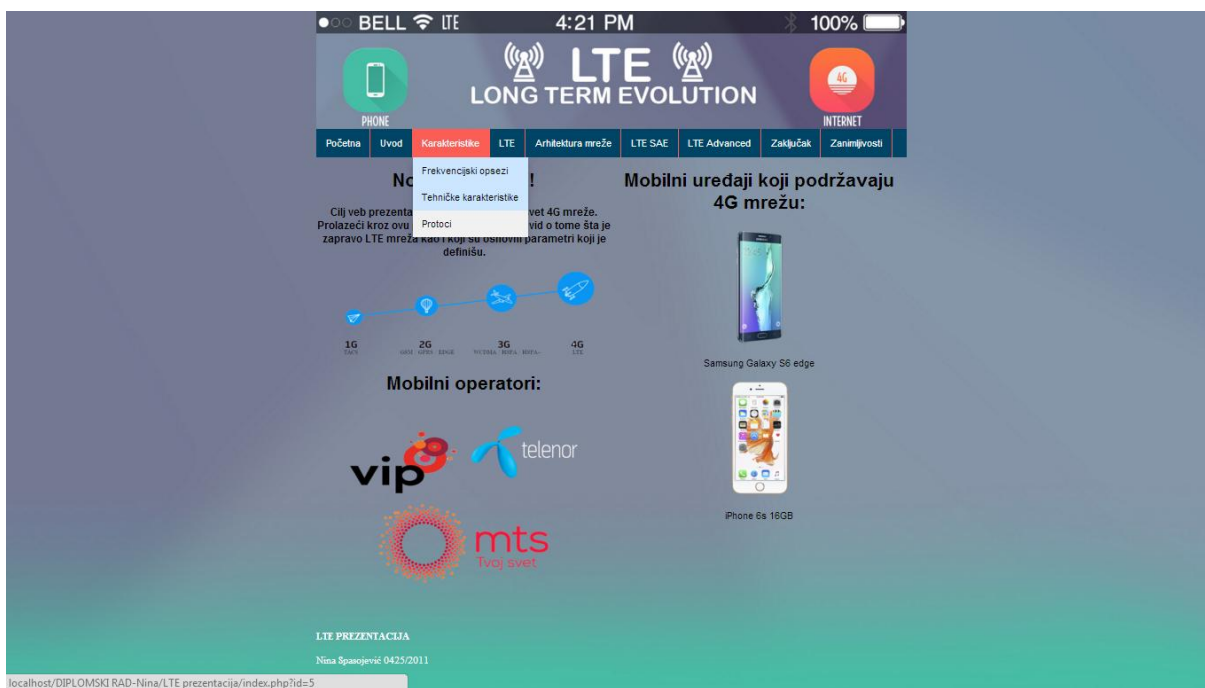 BELL LTE 4:21 PM 100%
LTE
LONG TERM EVOLUTION
4G
PHONE
INTERNET
Početna Uvod Karakteristike LTE Arhitektura mreže LTE SAE LTE Advanced Zaključak Zanimljivosti
Frekvencijski opsezi
Tehničke karakteristike
Protoci
No !
Cilj veb prezenta vet 4G mreže.
Prolazeći kroz ovu vid o tome šta je
zapravo LTE mreža kao i koji su osnovni parametri koji je
definišu.
1G 2G 3G 4G
LTE
Mobilni operatori:
vip
telenor
mts
Tvoj svet
Mobilni uređaji koji podržavaju
4G mrežu:
Samsung Galaxy S6 edge
iPhone 6s 16GB
LTE PREZENTACIJA
Nina Spasojević 0425/2011
localhost/DIPLOMSKI RAD-Nina/LTE prezentacija/index.php?id=5